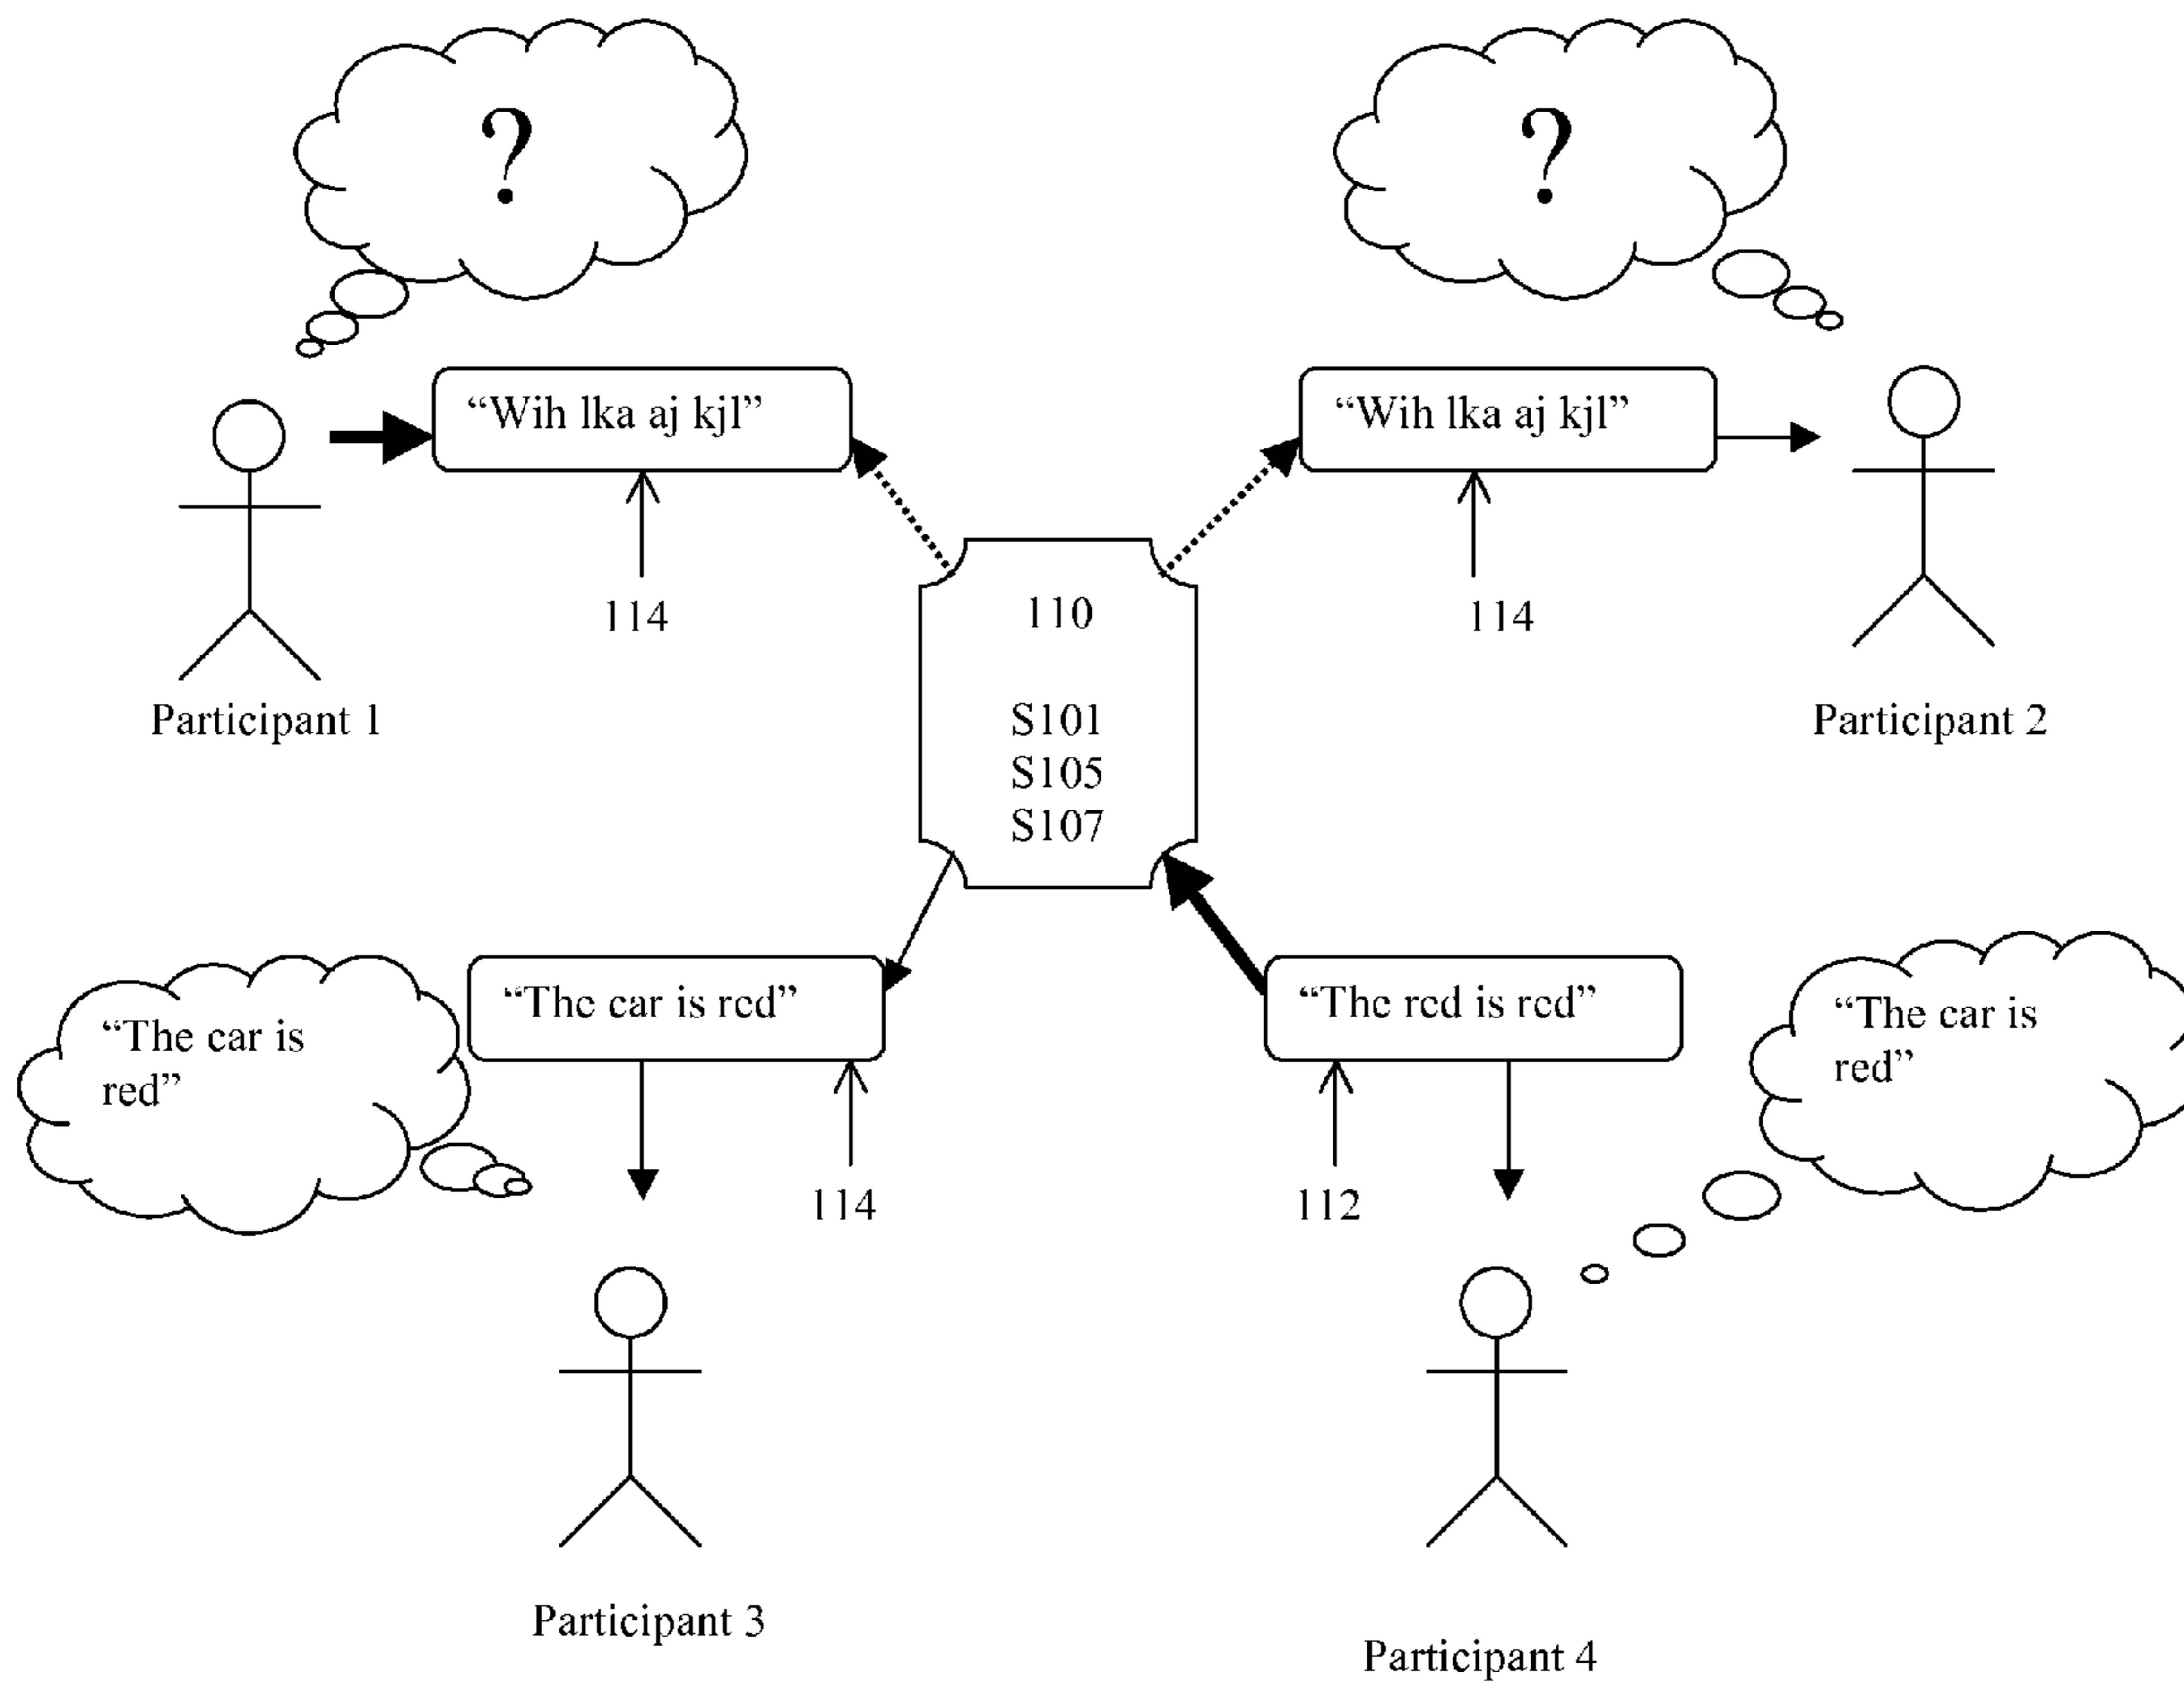 ?
?
“Wih lka aj kjl”
“Wih lka aj kjl”
114
114
110
S101
S105
S107
Participant 1
Participant 2
“The car is
red”
“The car is red”
“The red is red”
“The car is
red”
114
112
Participant 3
Participant 4